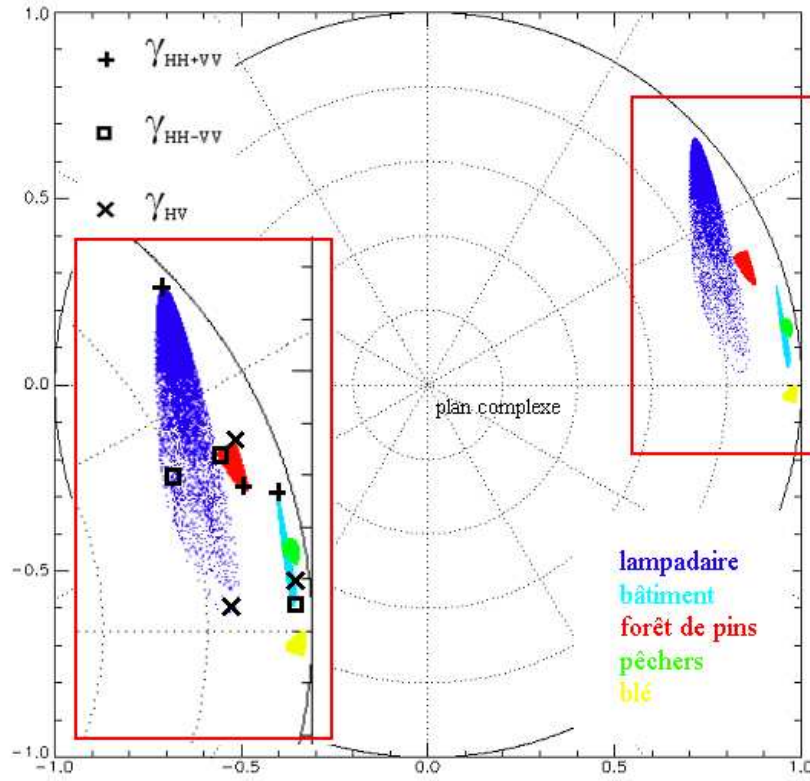 1.0
γHH+VV
γHH-VV
0.5
γHV
0.0
plan complexe
-0.5
lampadaire
bâtiment
forêt de pins
pêchers
blé
-1.0
-1.0 -0.5 0.0 0.5 1.0